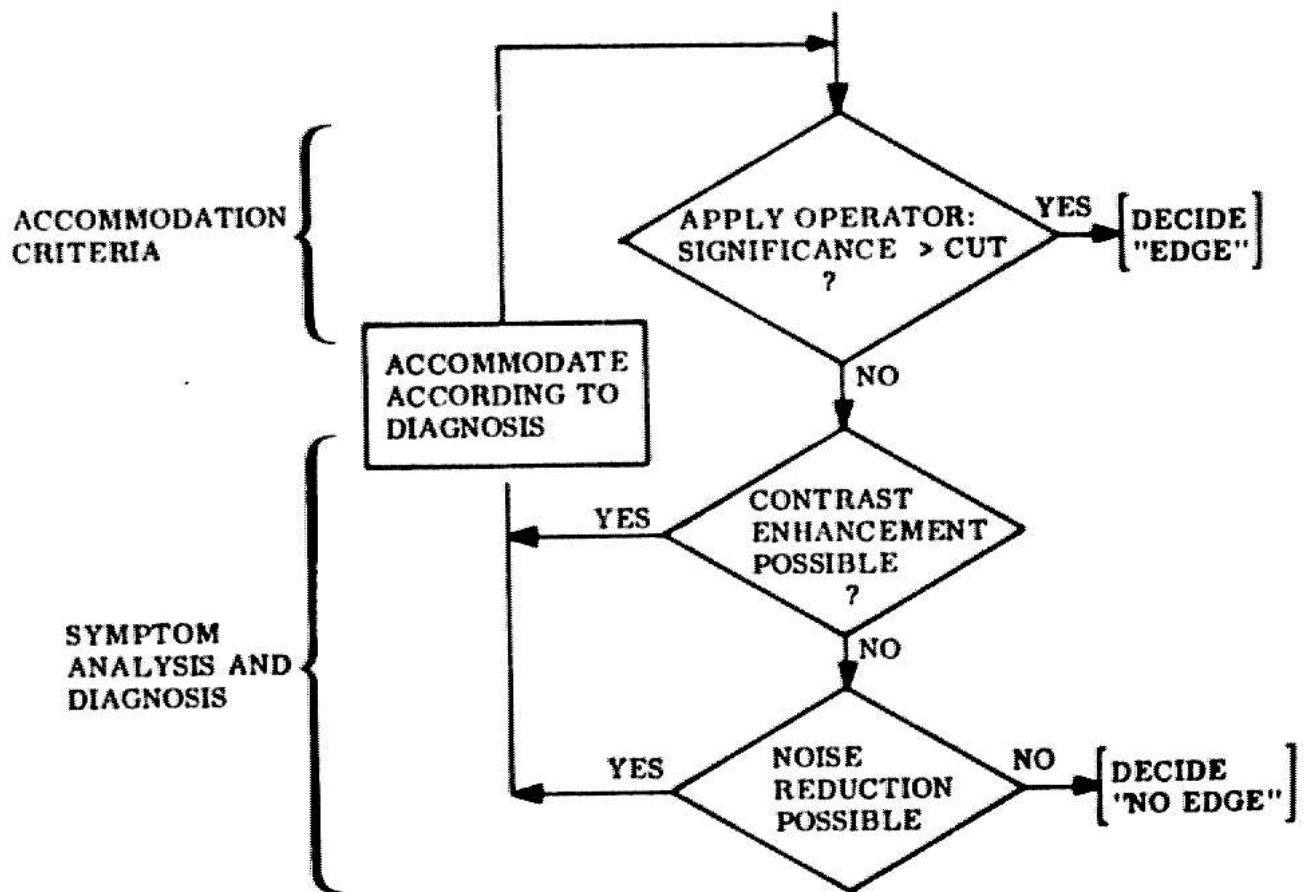 ACCOMMODATION
CRITERIA
APPLY OPERATOR:
SIGNIFICANCE > CUT
?
YES
DECIDE
"EDGE"
NO
ACCOMMODATE
ACCORDING TO
DIAGNOSIS
CONTRAST
ENHANCEMENT
POSSIBLE
?
YES
NO
SYMPTOM
ANALYSIS AND
DIAGNOSIS
NOISE
REDUCTION
POSSIBLE
YES
NO
DECIDE
"NO EDGE"